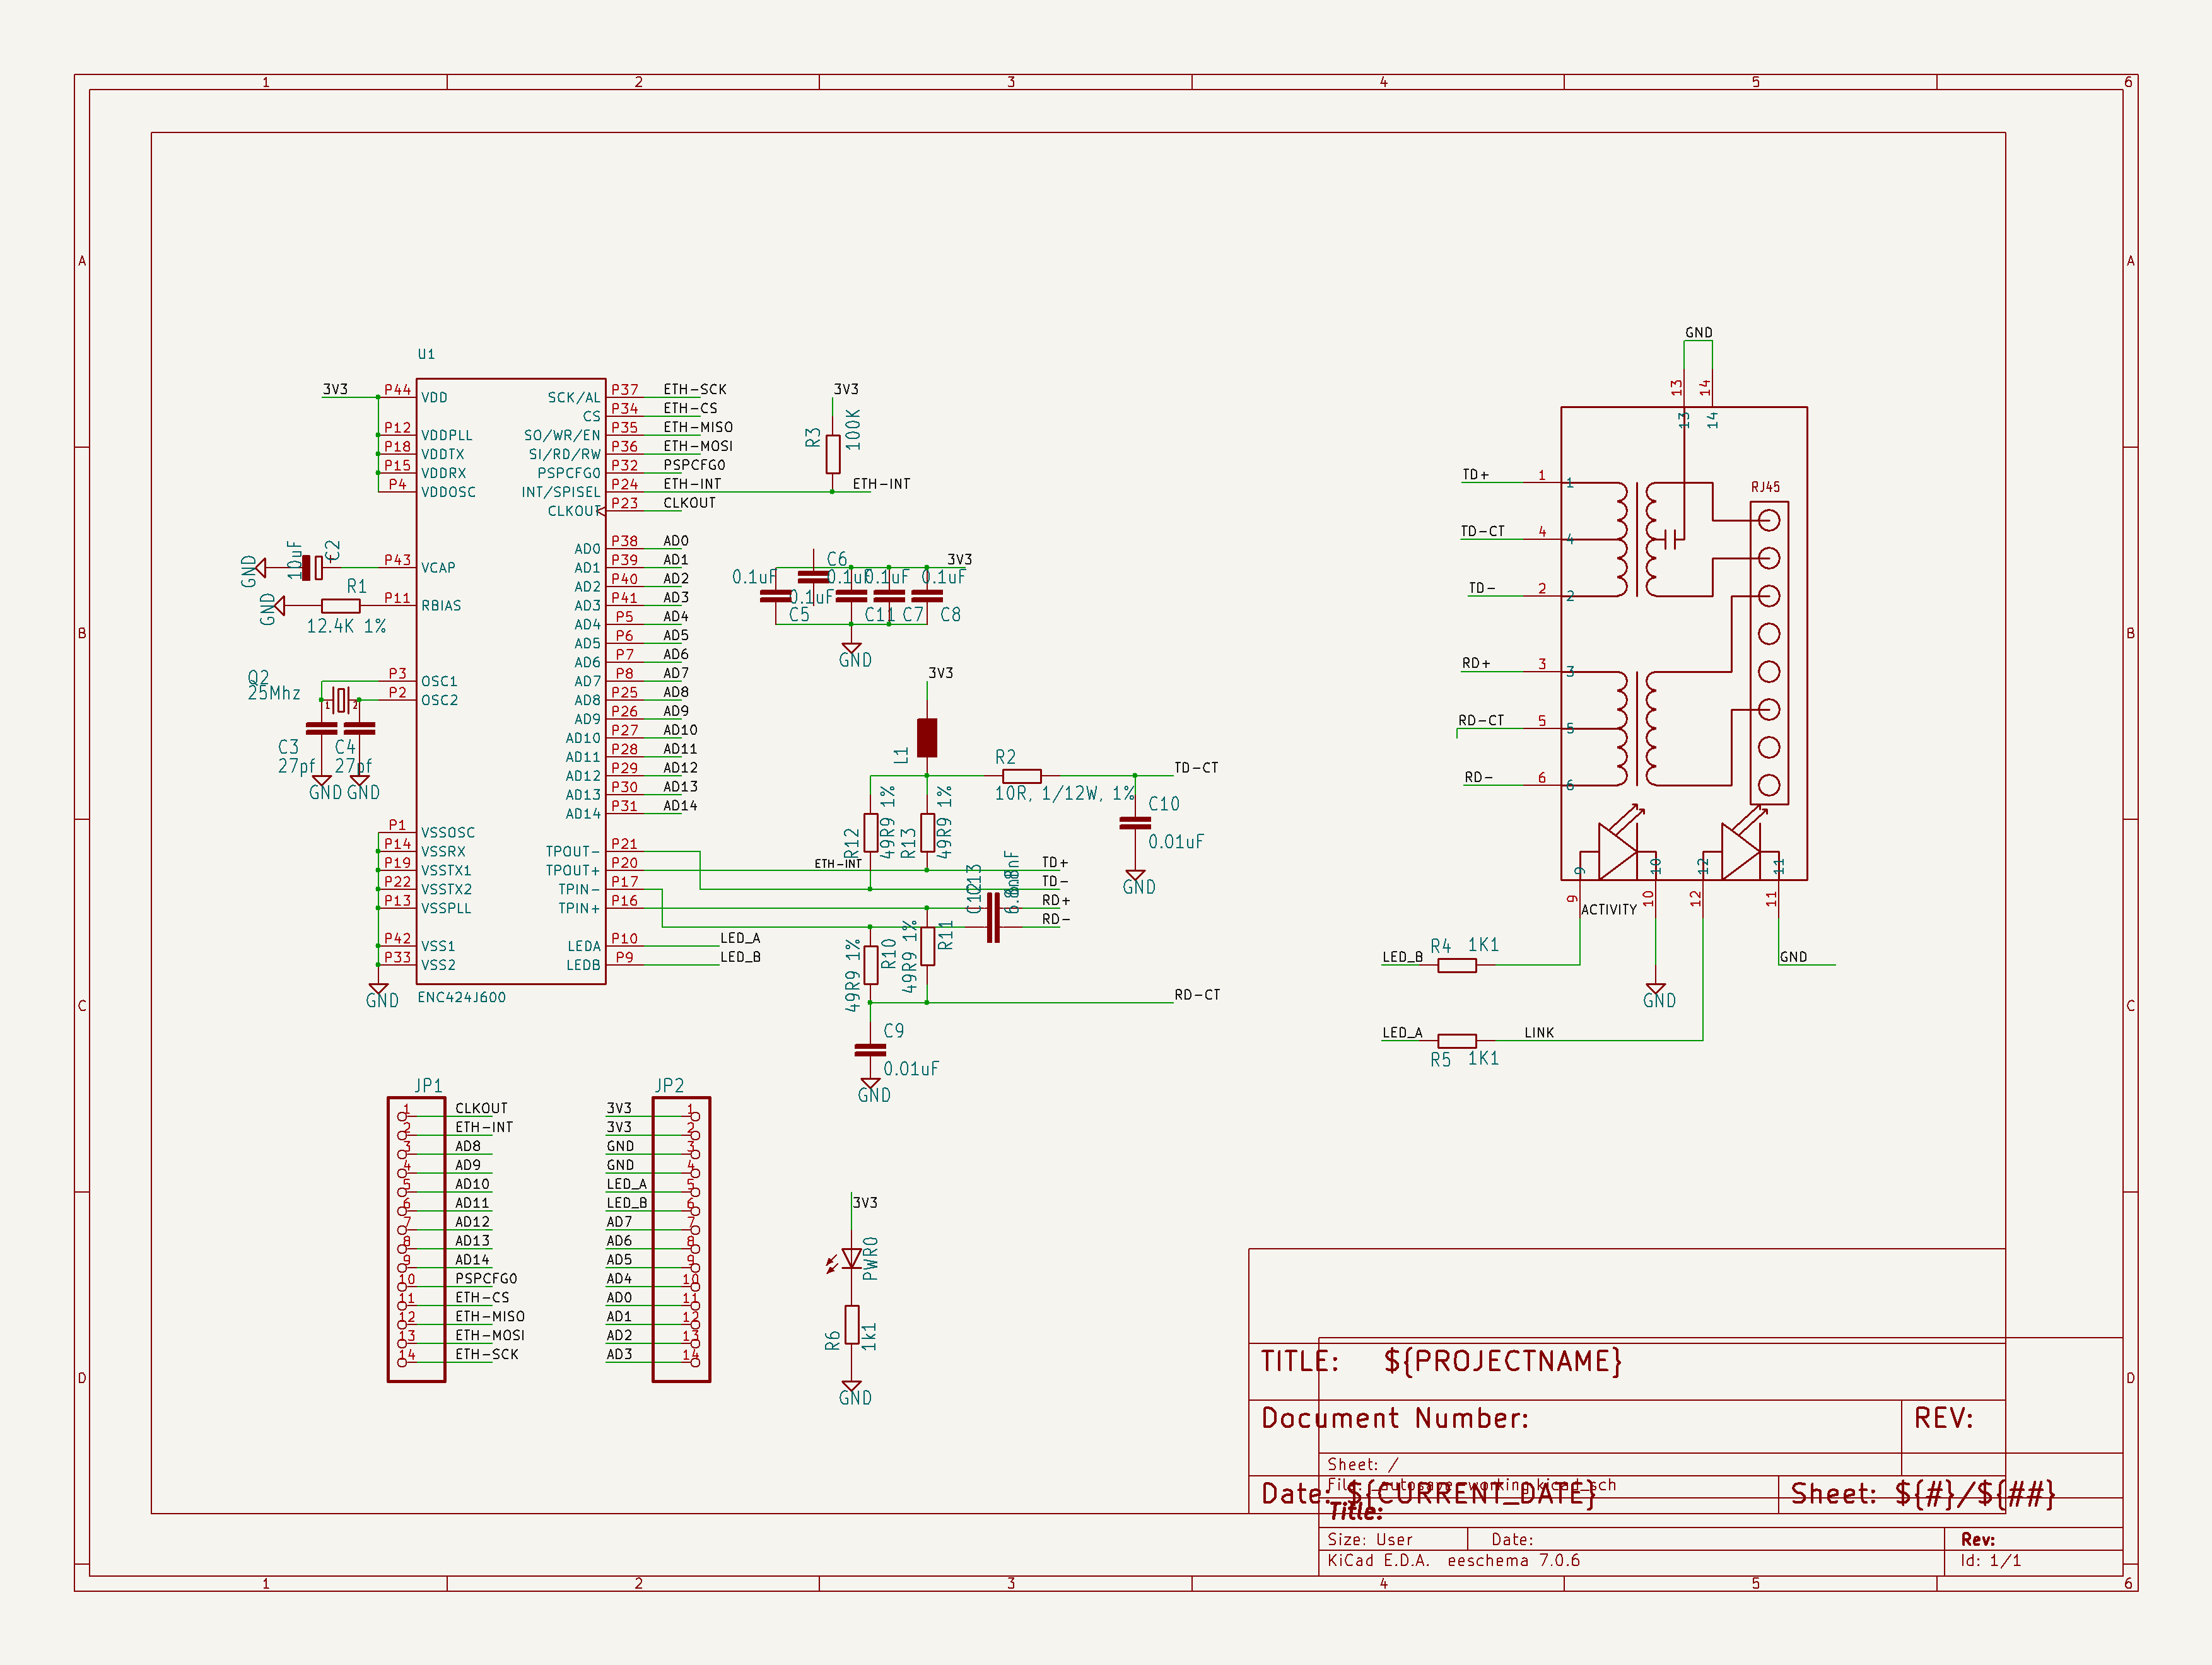 1 2 3 4 5 6
A
B
C
D
A
B
C
D
1 2 3 4 5 6
U1
3V3
P44 VDD
P12 VDDPLL
P18 VDDTX
P15 VDDRX
P4 VDDOSC
P43 VCAP
P11 RBIAS
P3 OSC1
P2 OSC2
P1 VSSOSC
P14 VSSRX
P19 VSSTX1
P22 VSSTX2
P13 VSSPLL
P42 VSS1
P33 VSS2
GND
ENC424J600
SCK/AL P37 ETH-SCK
CS P34 ETH-CS
SO/WR/EN P35 ETH-MISO
SI/RD/RW P36 ETH-MOSI
PSPCFG0 P32 PSPCFG0
INT/SPISEL P24 ETH-INT
CLKOUT P23 CLKOUT
AD0 P38 AD0
AD1 P39 AD1
AD2 P40 AD2
AD3 P41 AD3
AD4 P5 AD4
AD5 P6 AD5
AD6 P7 AD6
AD7 P8 AD7
AD8 P25 AD8
AD9 P26 AD9
AD10 P27 AD10
AD11 P28 AD11
AD12 P29 AD12
AD13 P30 AD13
AD14 P31 AD14
TPOUT- P21
TPOUT+ P20
TPIN- P17
TPIN+ P16
LEDA P10 LED_A
LEDB P9 LED_B
GND
10uF
C2
GND
R1
12.4K 1%
Q2
25Mhz
1 2
C3
27pf
C4
27pf
GND GND
3V3
R3
100K
ETH-INT
3V3
C6
0.1uF
0.1uF
0.1uF
0.1uF
0.1uF
C5 C11 C7 C8
GND
3V3
L1
R2
10R, 1/12W, 1%
TD-CT
C10
0.01uF
GND
R12
49R9 1%
R13
49R9 1%
ETH-INT
TD+
TD-
RD+
RD-
6.8nF
R10
49R9 1%
R11
49R9 1%
RD-CT
C9
0.01uF
GND
GND
13 14
13 14
RJ45
TD+ 1 1
TD-CT 4 4
TD- 2 2
RD+ 3 3
RD-CT 5 5
RD- 6 6
9 10 12 11
9 10 12 11
ACTIVITY
LED_B R4 1K1
GND
GND
LED_A R5 1K1
LINK
JP1
1 CLKOUT
2 ETH-INT
3 AD8
4 AD9
5 AD10
6 AD11
7 AD12
8 AD13
9 AD14
10 PSPCFG0
11 ETH-CS
12 ETH-MISO
13 ETH-MOSI
14 ETH-SCK
JP2
3V3 1
3V3 2
GND 3
GND 4
LED_A 5
LED_B 6
AD7 7
AD6 8
AD5 9
AD4 10
AD0 11
AD1 12
AD2 13
AD3 14
3V3
PWR0
R6
1k1
GND
TITLE: ${PROJECTNAME}
Document Number:
REV:
Sheet: /
File: _autosave-working.kicad_sch
Date: ${CURRENT_DATE}
Sheet: ${#}/${##}
Title:
Size: User Date: Rev:
KiCad E.D.A. eeschema 7.0.6 Id: 1/1